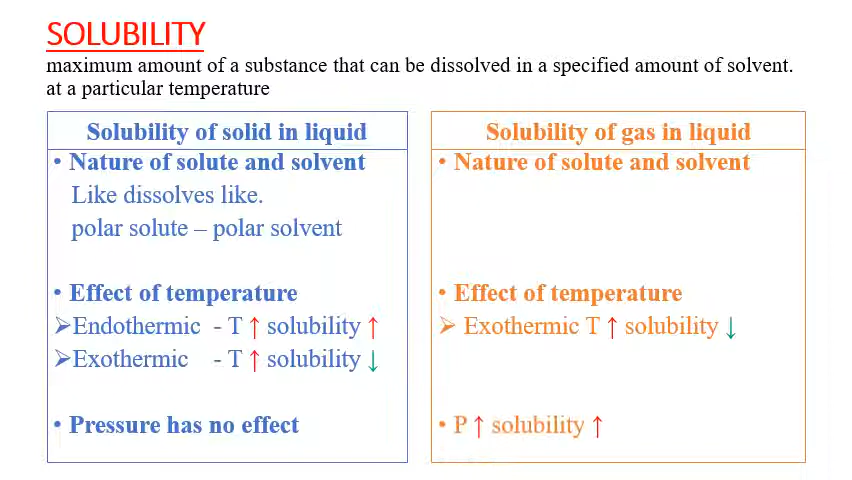 SOLUBILITY
maximum amount of a substance that can be dissolved in a specified amount of solvent.
at a particular temperature
Solubility of solid in liquid
• Nature of solute and solvent
Like dissolves like.
polar solute – polar solvent
• Effect of temperature
➢Endothermic - T ↑ solubility ↑
➢Exothermic - T ↑ solubility ↓
• Pressure has no effect
Solubility of gas in liquid
• Nature of solute and solvent
• Effect of temperature
➢ Exothermic T ↑ solubility ↓
• P ↑ solubility ↑